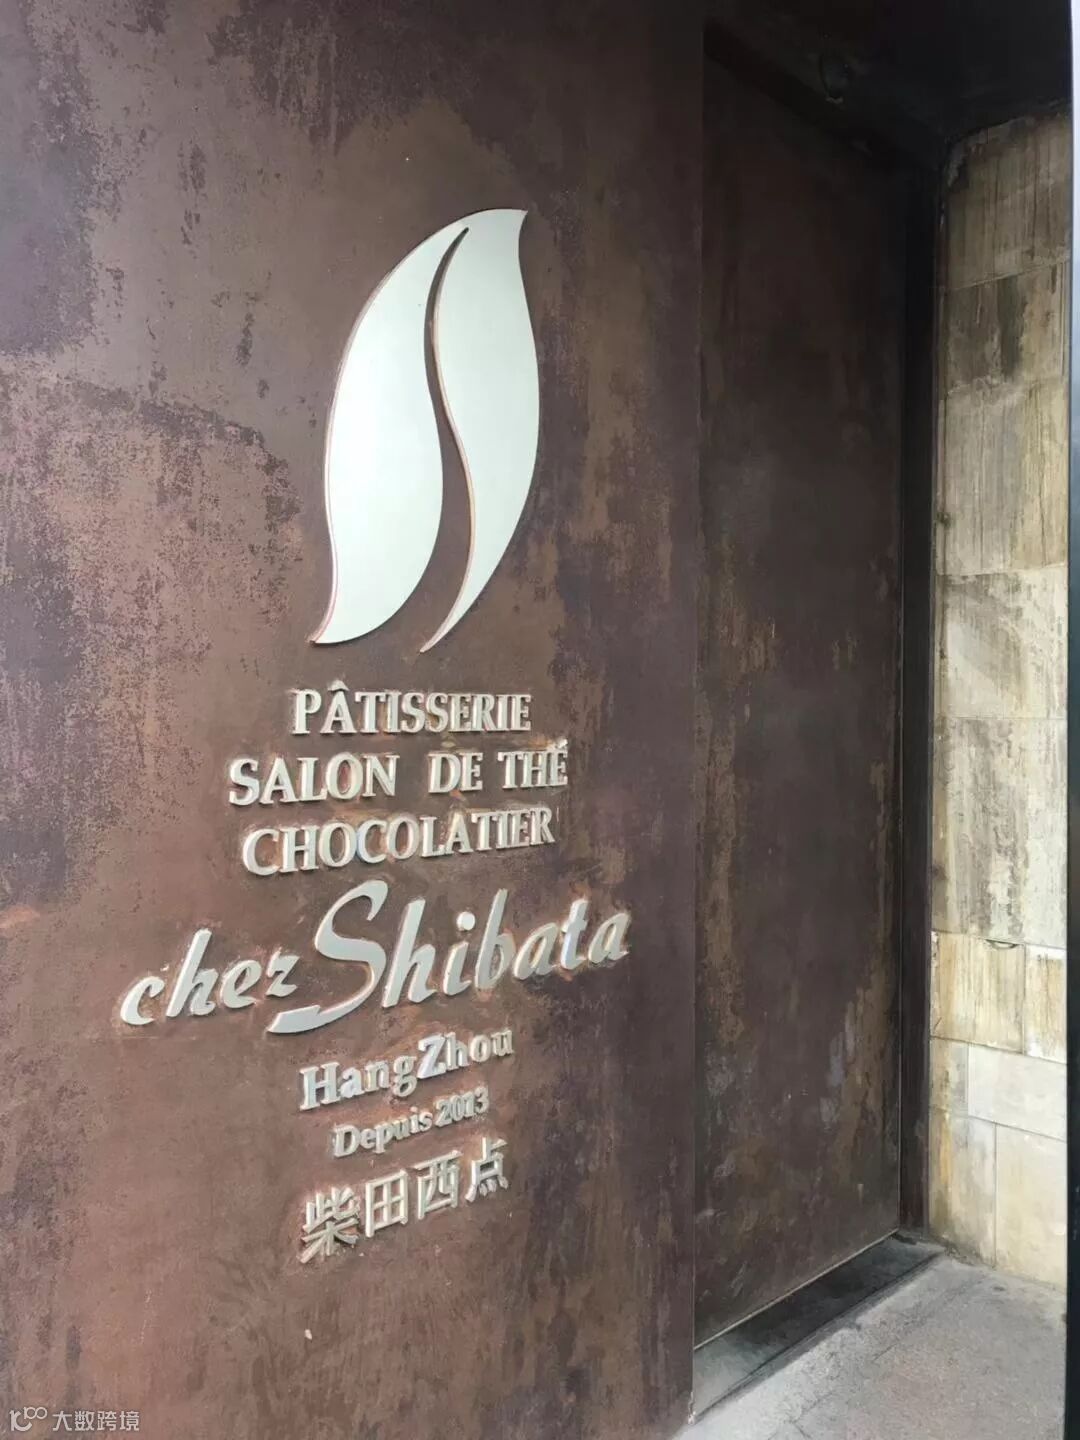 PÂTISSERIE
SALON DE THÉ
CHOCOLATIER
chez Shibata
HangZhou
Depuis 2013
柴田西点
大数跨境